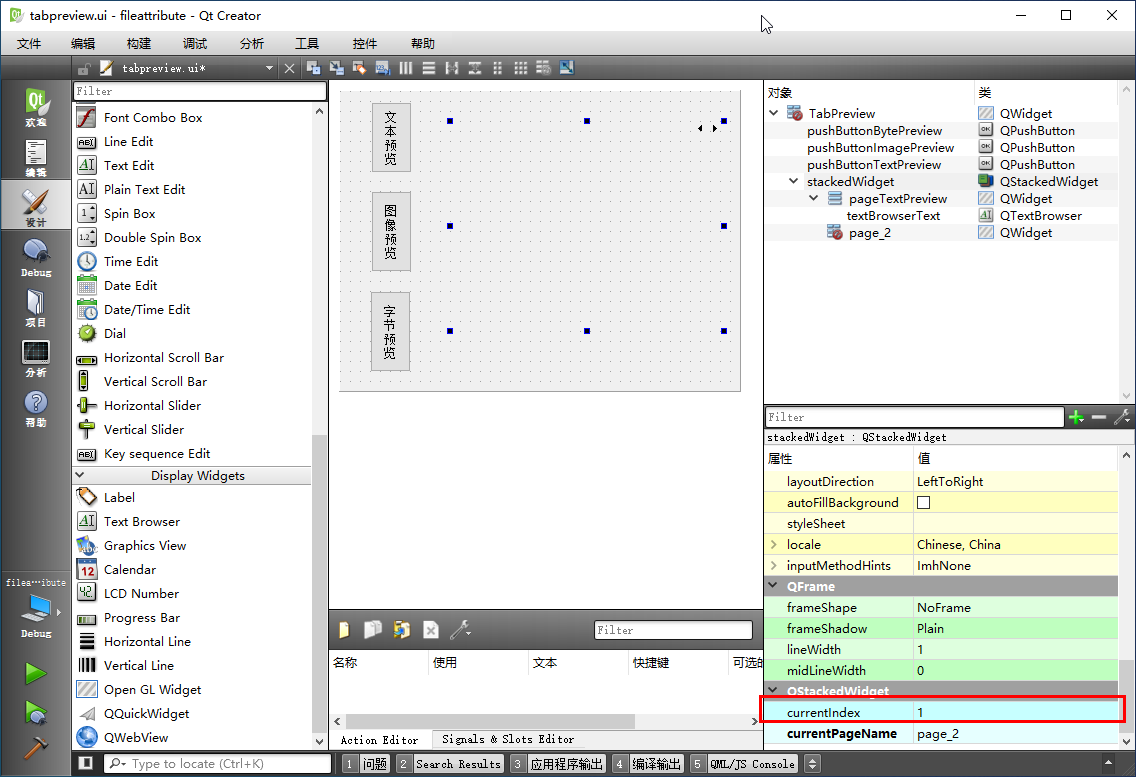 tabpreview.ui - fileattribute - Qt Creator
文件 编辑 构建 调试 分析 工具 控件 帮助
tabpreview.ui*
欢迎
编辑
设计
Debug
项目
分析
帮助
filea…ibute
Debug
Filter
Font Combo Box
Line Edit
Text Edit
Plain Text Edit
Spin Box
Double Spin Box
Time Edit
Date Edit
Date/Time Edit
Dial
Horizontal Scroll Bar
Vertical Scroll Bar
Horizontal Slider
Vertical Slider
Key sequence Edit
Display Widgets
Label
Text Browser
Graphics View
Calendar
LCD Number
Progress Bar
Horizontal Line
Vertical Line
Open GL Widget
QQuickWidget
QWebView
文本预览
图像预览
字节预览
Filter
名称 使用 文本 快捷键 可选的
Action Editor Signals & Slots Editor
对象 类
TabPreview QWidget
pushButtonBytePreview QPushButton
pushButtonImagePreview QPushButton
pushButtonTextPreview QPushButton
stackedWidget QStackedWidget
pageTextPreview QWidget
textBrowserText QTextBrowser
page_2 QWidget
Filter
stackedWidget : QStackedWidget
属性 值
layoutDirection LeftToRight
autoFillBackground
styleSheet
locale Chinese, China
inputMethodHints ImhNone
QFrame
frameShape NoFrame
frameShadow Plain
lineWidth 1
midLineWidth 0
QStackedWidget
currentIndex 1
currentPageName page_2
Type to locate (Ctrl+K) 1 问题 2 Search Results 3 应用程序输出 4 编译输出 5 QML/JS Console